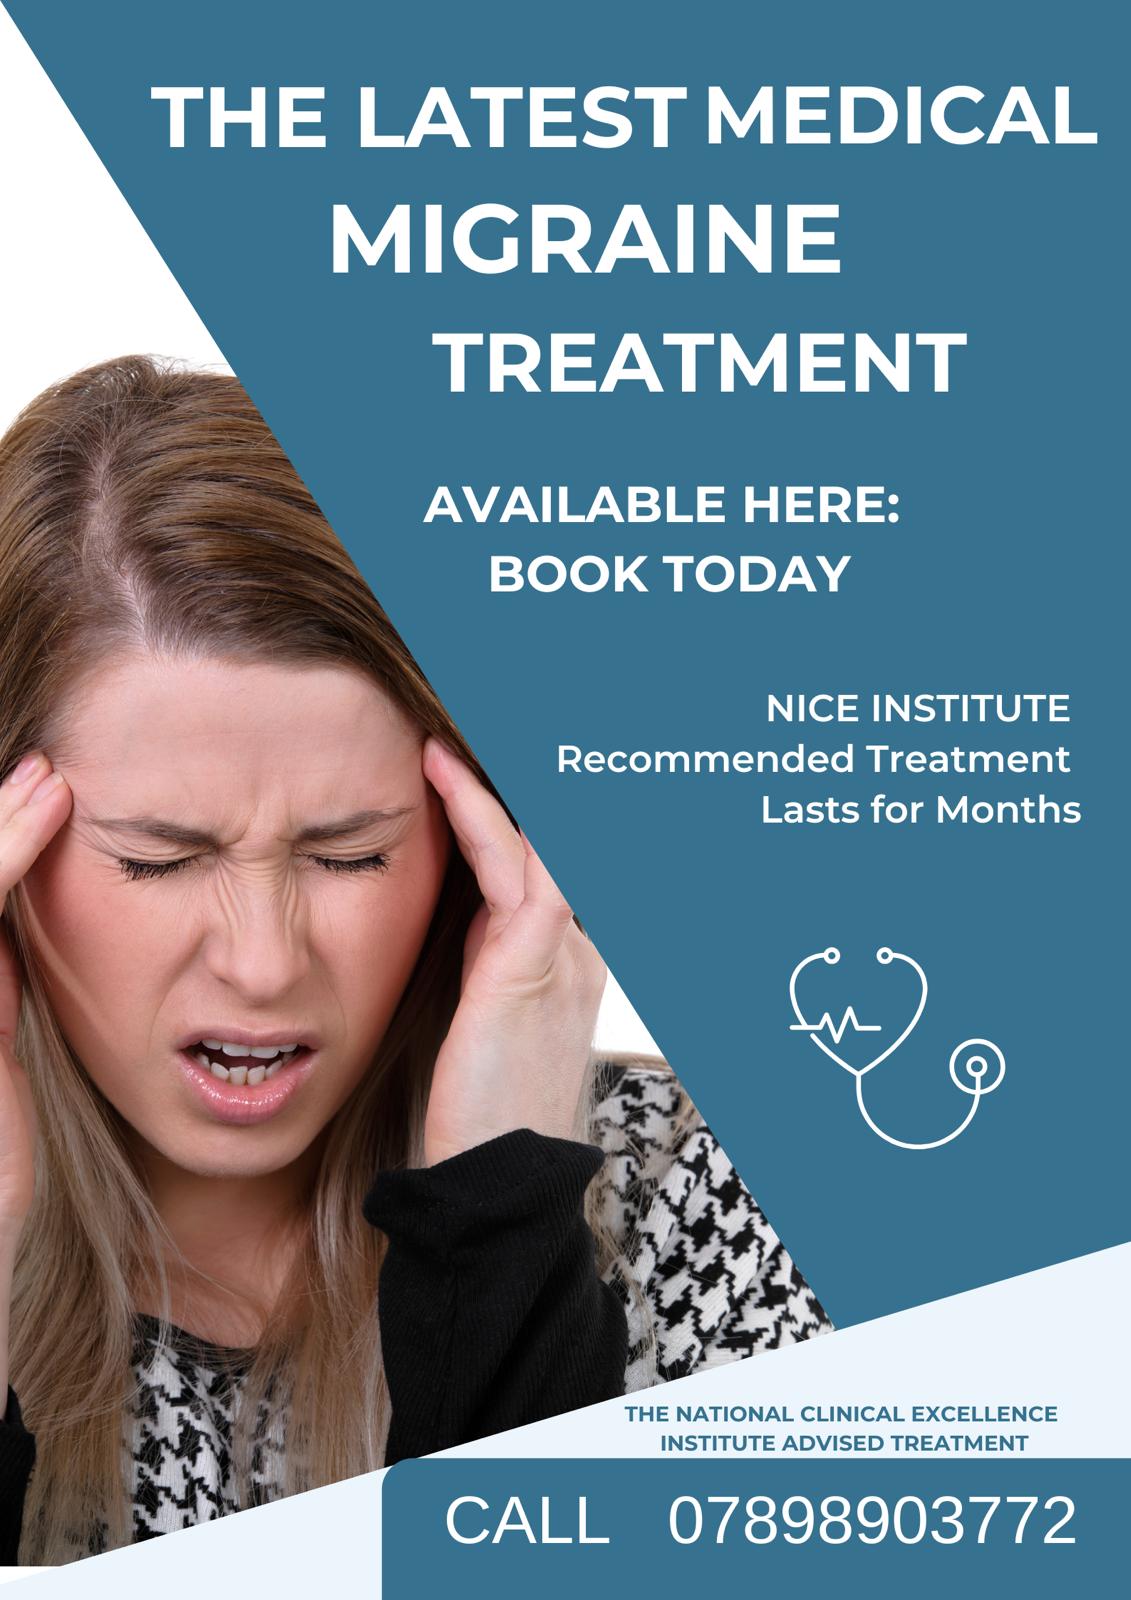 THE LATEST MEDICAL
MIGRAINE
TREATMENT
AVAILABLE HERE:
BOOK TODAY
NICE INSTITUTE
Recommended Treatment
Lasts for Months
THE NATIONAL CLINICAL EXCELLENCE
INSTITUTE ADVISED TREATMENT
CALL 07898903772